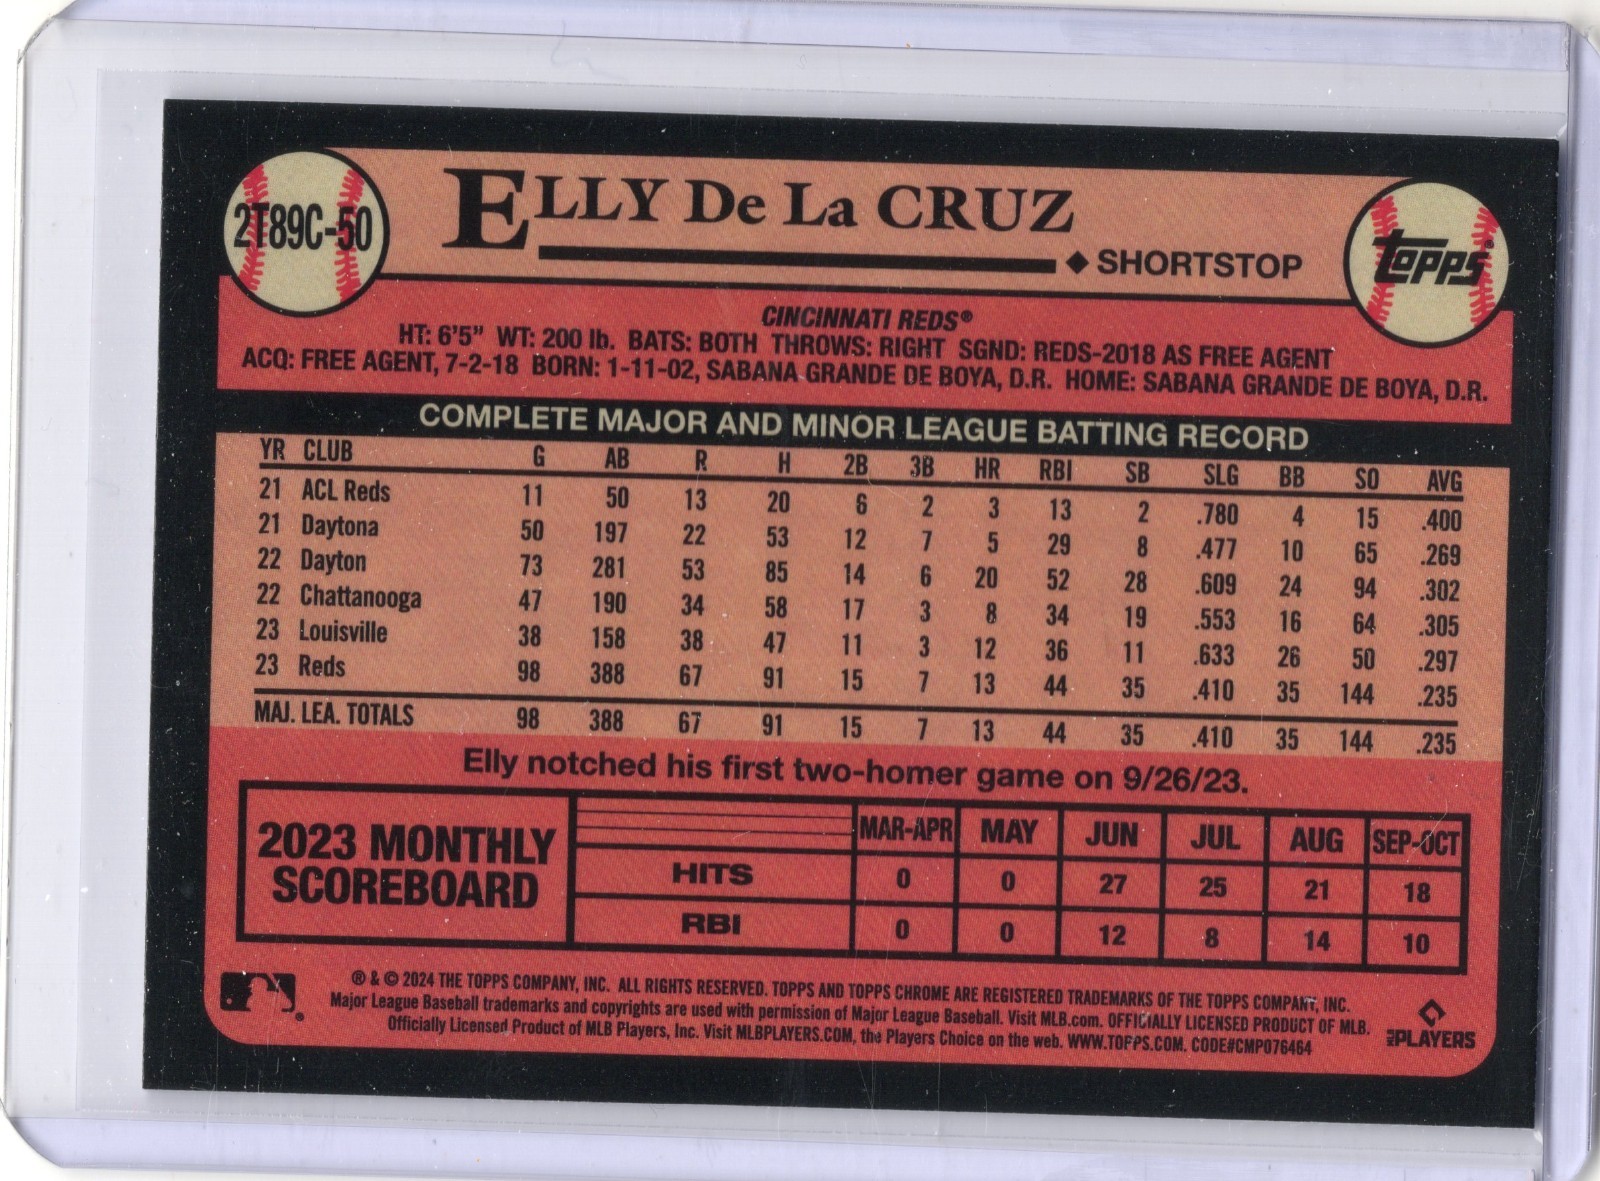 2T89C-50
ELLY De La CRUZ
◆ SHORTSTOP
topps®
CINCINNATI REDS®
HT: 6'5" WT: 200 lb. BATS: BOTH THROWS: RIGHT SGND: REDS-2018 AS FREE AGENT
ACQ: FREE AGENT, 7-2-18 BORN: 1-11-02, SABANA GRANDE DE BOYA, D.R. HOME: SABANA GRANDE DE BOYA, D.R.
COMPLETE MAJOR AND MINOR LEAGUE BATTING RECORD
YR CLUB G AB R H 2B 3B HR RBI SB SLG BB SO AVG
21 ACL Reds 11 50 13 20 6 2 3 13 2 .780 4 15 .400
21 Daytona 50 197 22 53 12 7 5 29 8 .477 10 65 .269
22 Dayton 73 281 53 85 14 6 20 52 28 .609 24 94 .302
22 Chattanooga 47 190 34 58 17 3 8 34 19 .553 16 64 .305
23 Louisville 38 158 38 47 11 3 12 36 11 .633 26 50 .297
23 Reds 98 388 67 91 15 7 13 44 35 .410 35 144 .235
MAJ. LEA. TOTALS 98 388 67 91 15 7 13 44 35 .410 35 144 .235
Elly notched his first two-homer game on 9/26/23.
2023 MONTHLY
SCOREBOARD
MAR-APR MAY JUN JUL AUG SEP-OCT
HITS 0 0 27 25 21 18
RBI 0 0 12 8 14 10
® & © 2024 THE TOPPS COMPANY, INC. ALL RIGHTS RESERVED. TOPPS AND TOPPS CHROME ARE REGISTERED TRADEMARKS OF THE TOPPS COMPANY, INC.
Major League Baseball trademarks and copyrights are used with permission of Major League Baseball. Visit MLB.com. OFFICIALLY LICENSED PRODUCT OF MLB.
Officially Licensed Product of MLB Players, Inc. Visit MLBPLAYERS.COM, the Players Choice on the web. WWW.TOPPS.COM. CODE#CMP076464
MLB PLAYERS